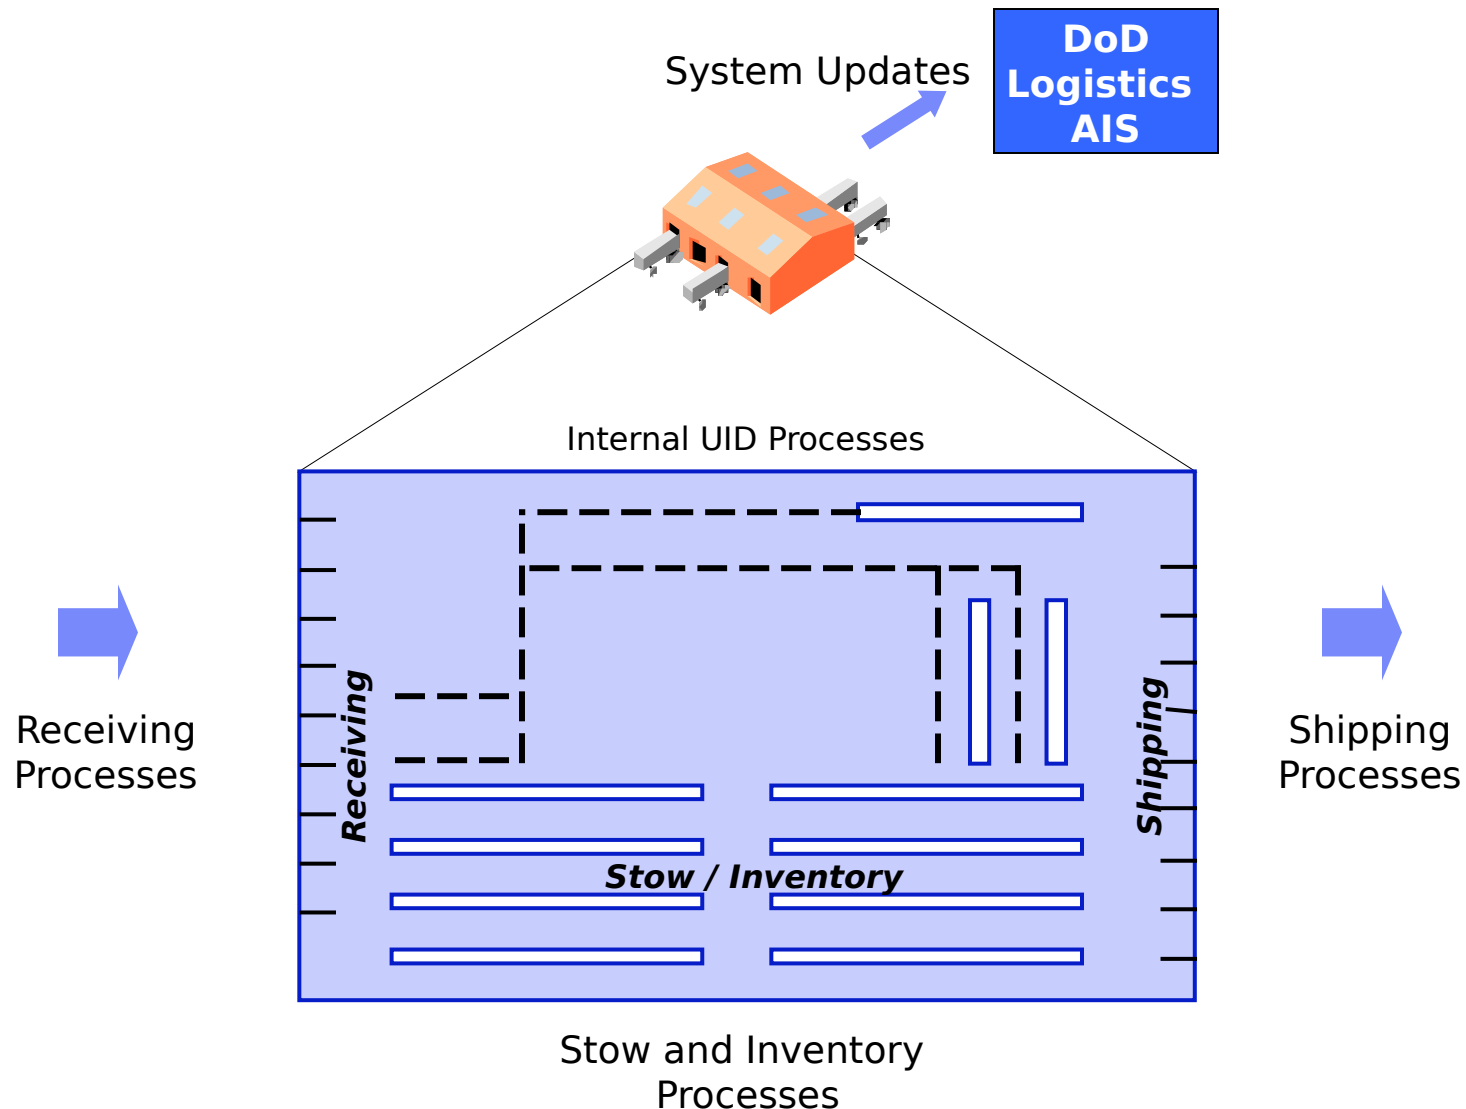 System Updates
DoD
Logistics
AIS
Internal UID Processes
Receiving
Shipping
Receiving
Processes
Shipping
Processes
Stow / Inventory
Stow and Inventory
Processes